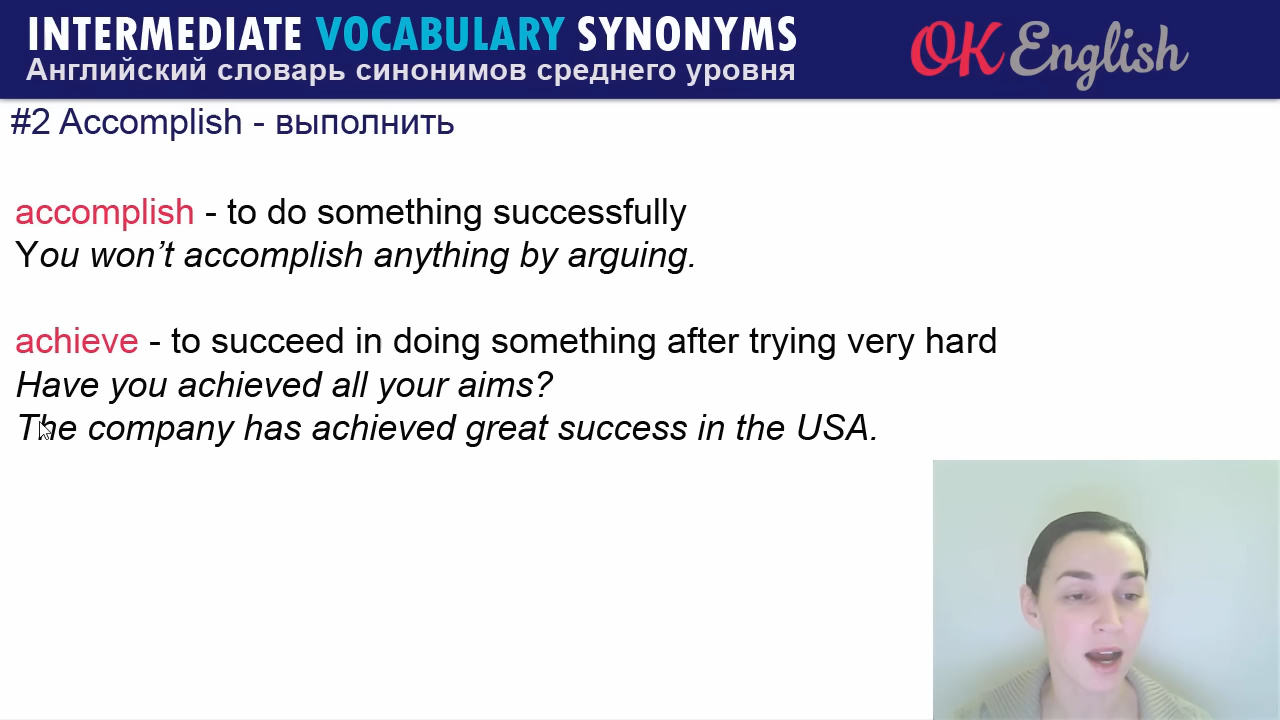 INTERMEDIATE VOCABULARY SYNONYMS
Английский словарь синонимов среднего уровня
OK English
#2 Accomplish - выполнить
accomplish - to do something successfully
You won’t accomplish anything by arguing.
achieve - to succeed in doing something after trying very hard
Have you achieved all your aims?
The company has achieved great success in the USA.